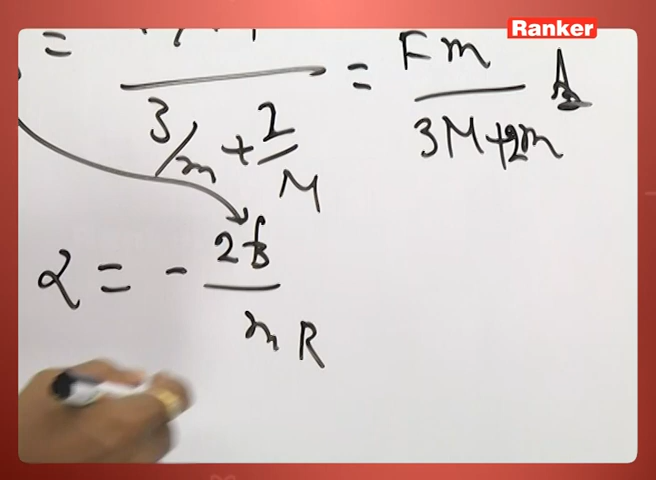 Ranker
= = Fm
3/m + 2/M 3M+2m
α = - 2f
mR